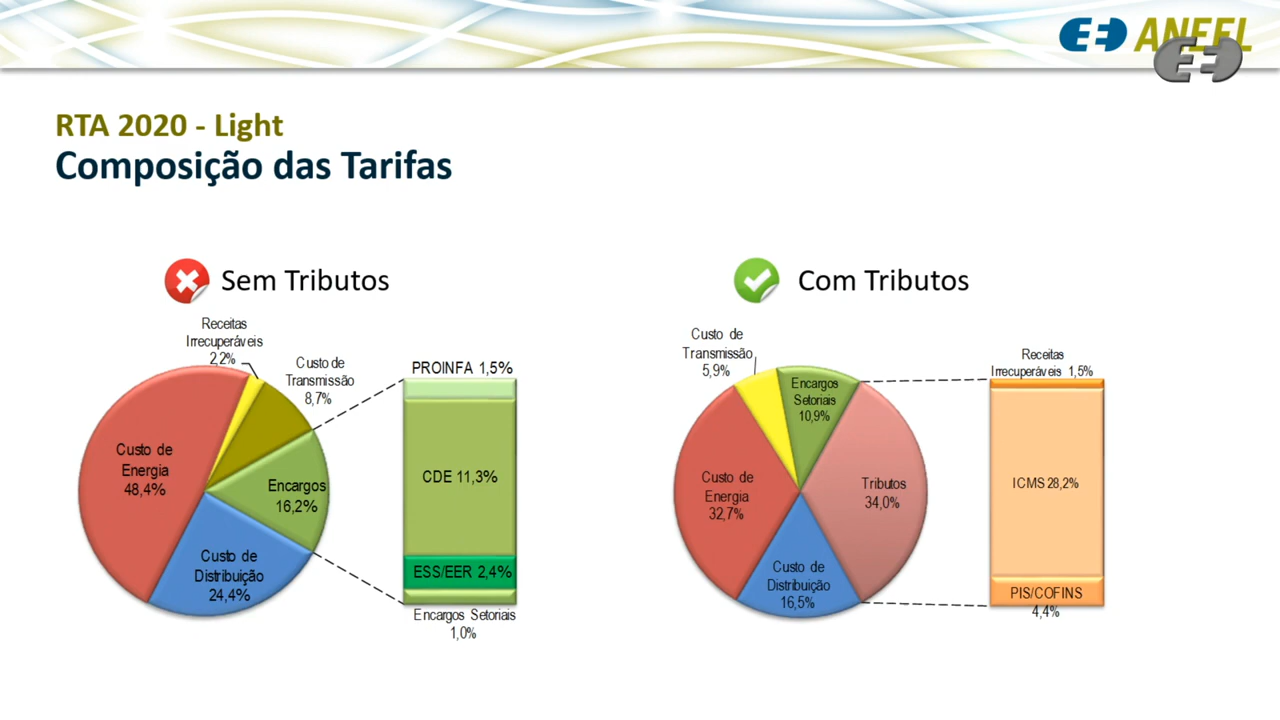 ANEEL
RTA 2020 - Light
Composição das Tarifas
Sem Tributos
Receitas
Irrecuperáveis
2,2%
Custo de
Transmissão
8,7%
Custo de
Energia
48,4%
Encargos
16,2%
Custo de
Distribuição
24,4%
PROINFA 1,5%
CDE 11,3%
ESS/EER 2,4%
Encargos Setoriais
1,0%
Com Tributos
Custo de
Transmissão
5,9%
Encargos
Setoriais
10,9%
Custo de
Energia
32,7%
Tributos
34,0%
Custo de
Distribuição
16,5%
Receitas
Irrecuperáveis 1,5%
ICMS 28,2%
PIS/COFINS
4,4%